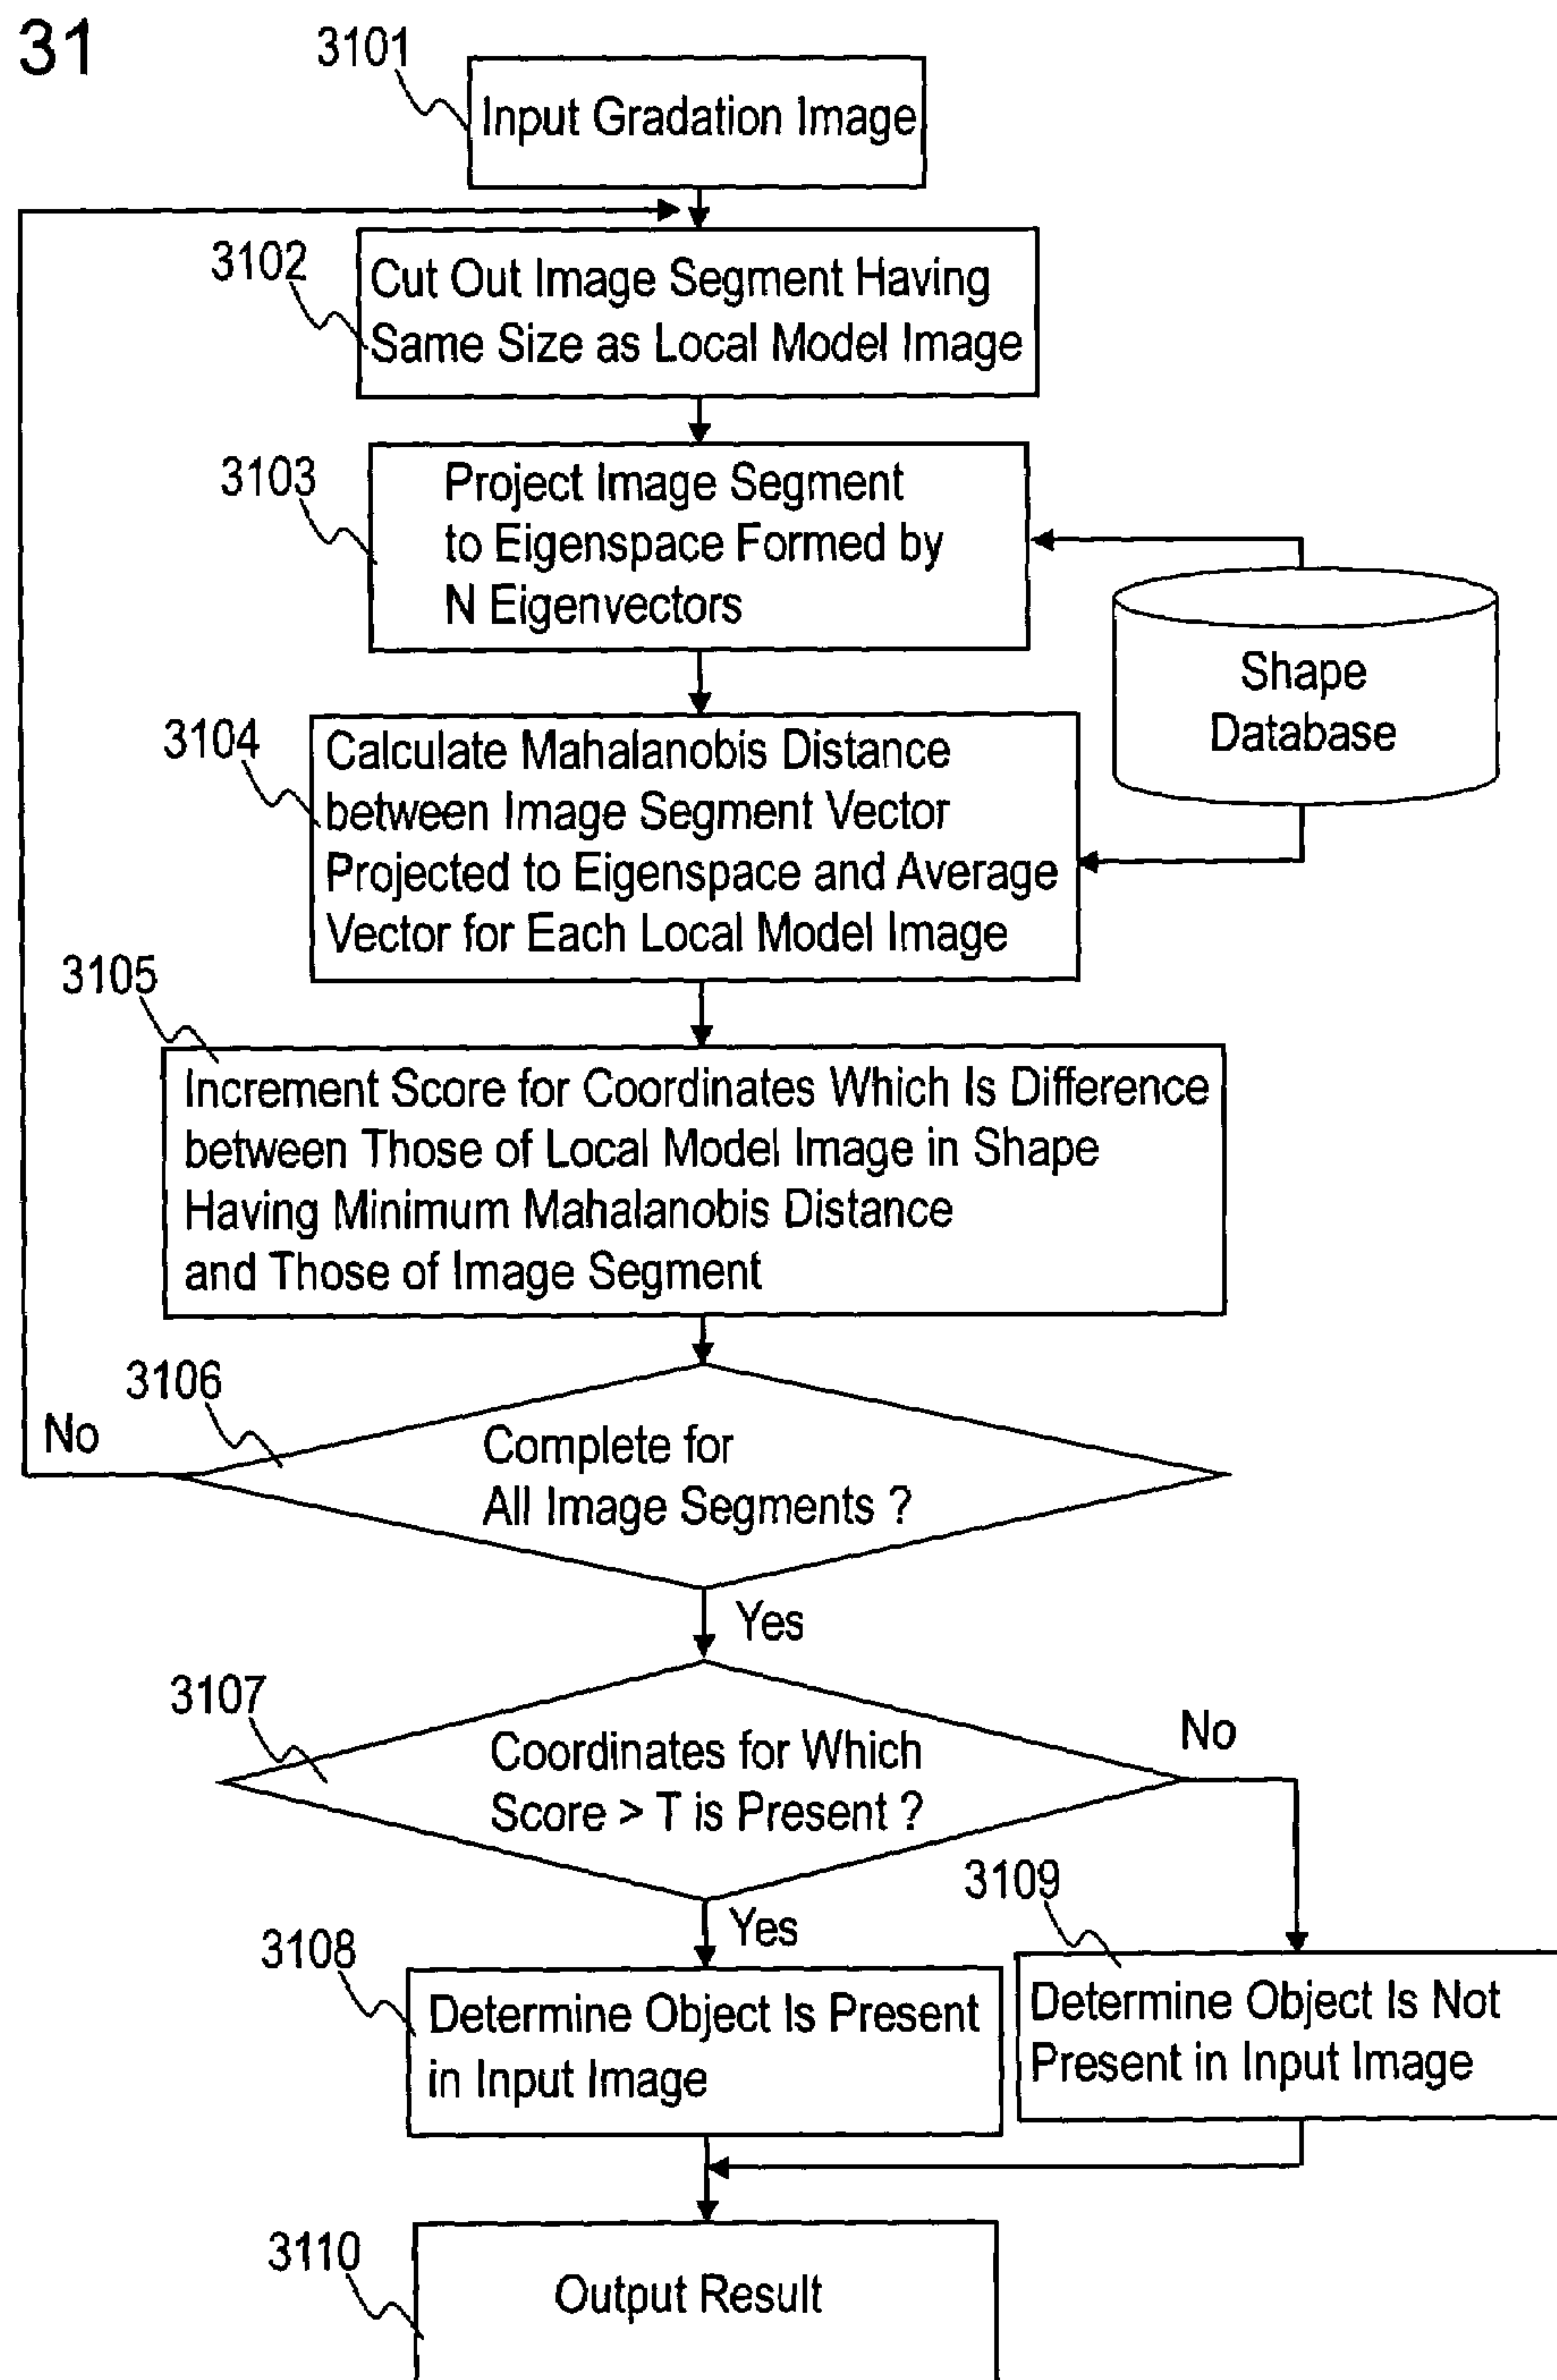 31
3101
Input Gradation Image
3102
Cut Out Image Segment Having
Same Size as Local Model Image
3103
Project Image Segment
to Eigenspace Formed by
N Eigenvectors
Shape
Database
3104
Calculate Mahalanobis Distance
between Image Segment Vector
Projected to Eigenspace and Average
Vector for Each Local Model Image
3105
Increment Score for Coordinates Which Is Difference
between Those of Local Model Image in Shape
Having Minimum Mahalanobis Distance
and Those of Image Segment
3106
No
Complete for
All Image Segments ?
Yes
3107
Coordinates for Which
Score > T is Present ?
No
Yes
3108
Determine Object Is Present
in Input Image
3109
Determine Object Is Not
Present in Input Image
3110
Output Result